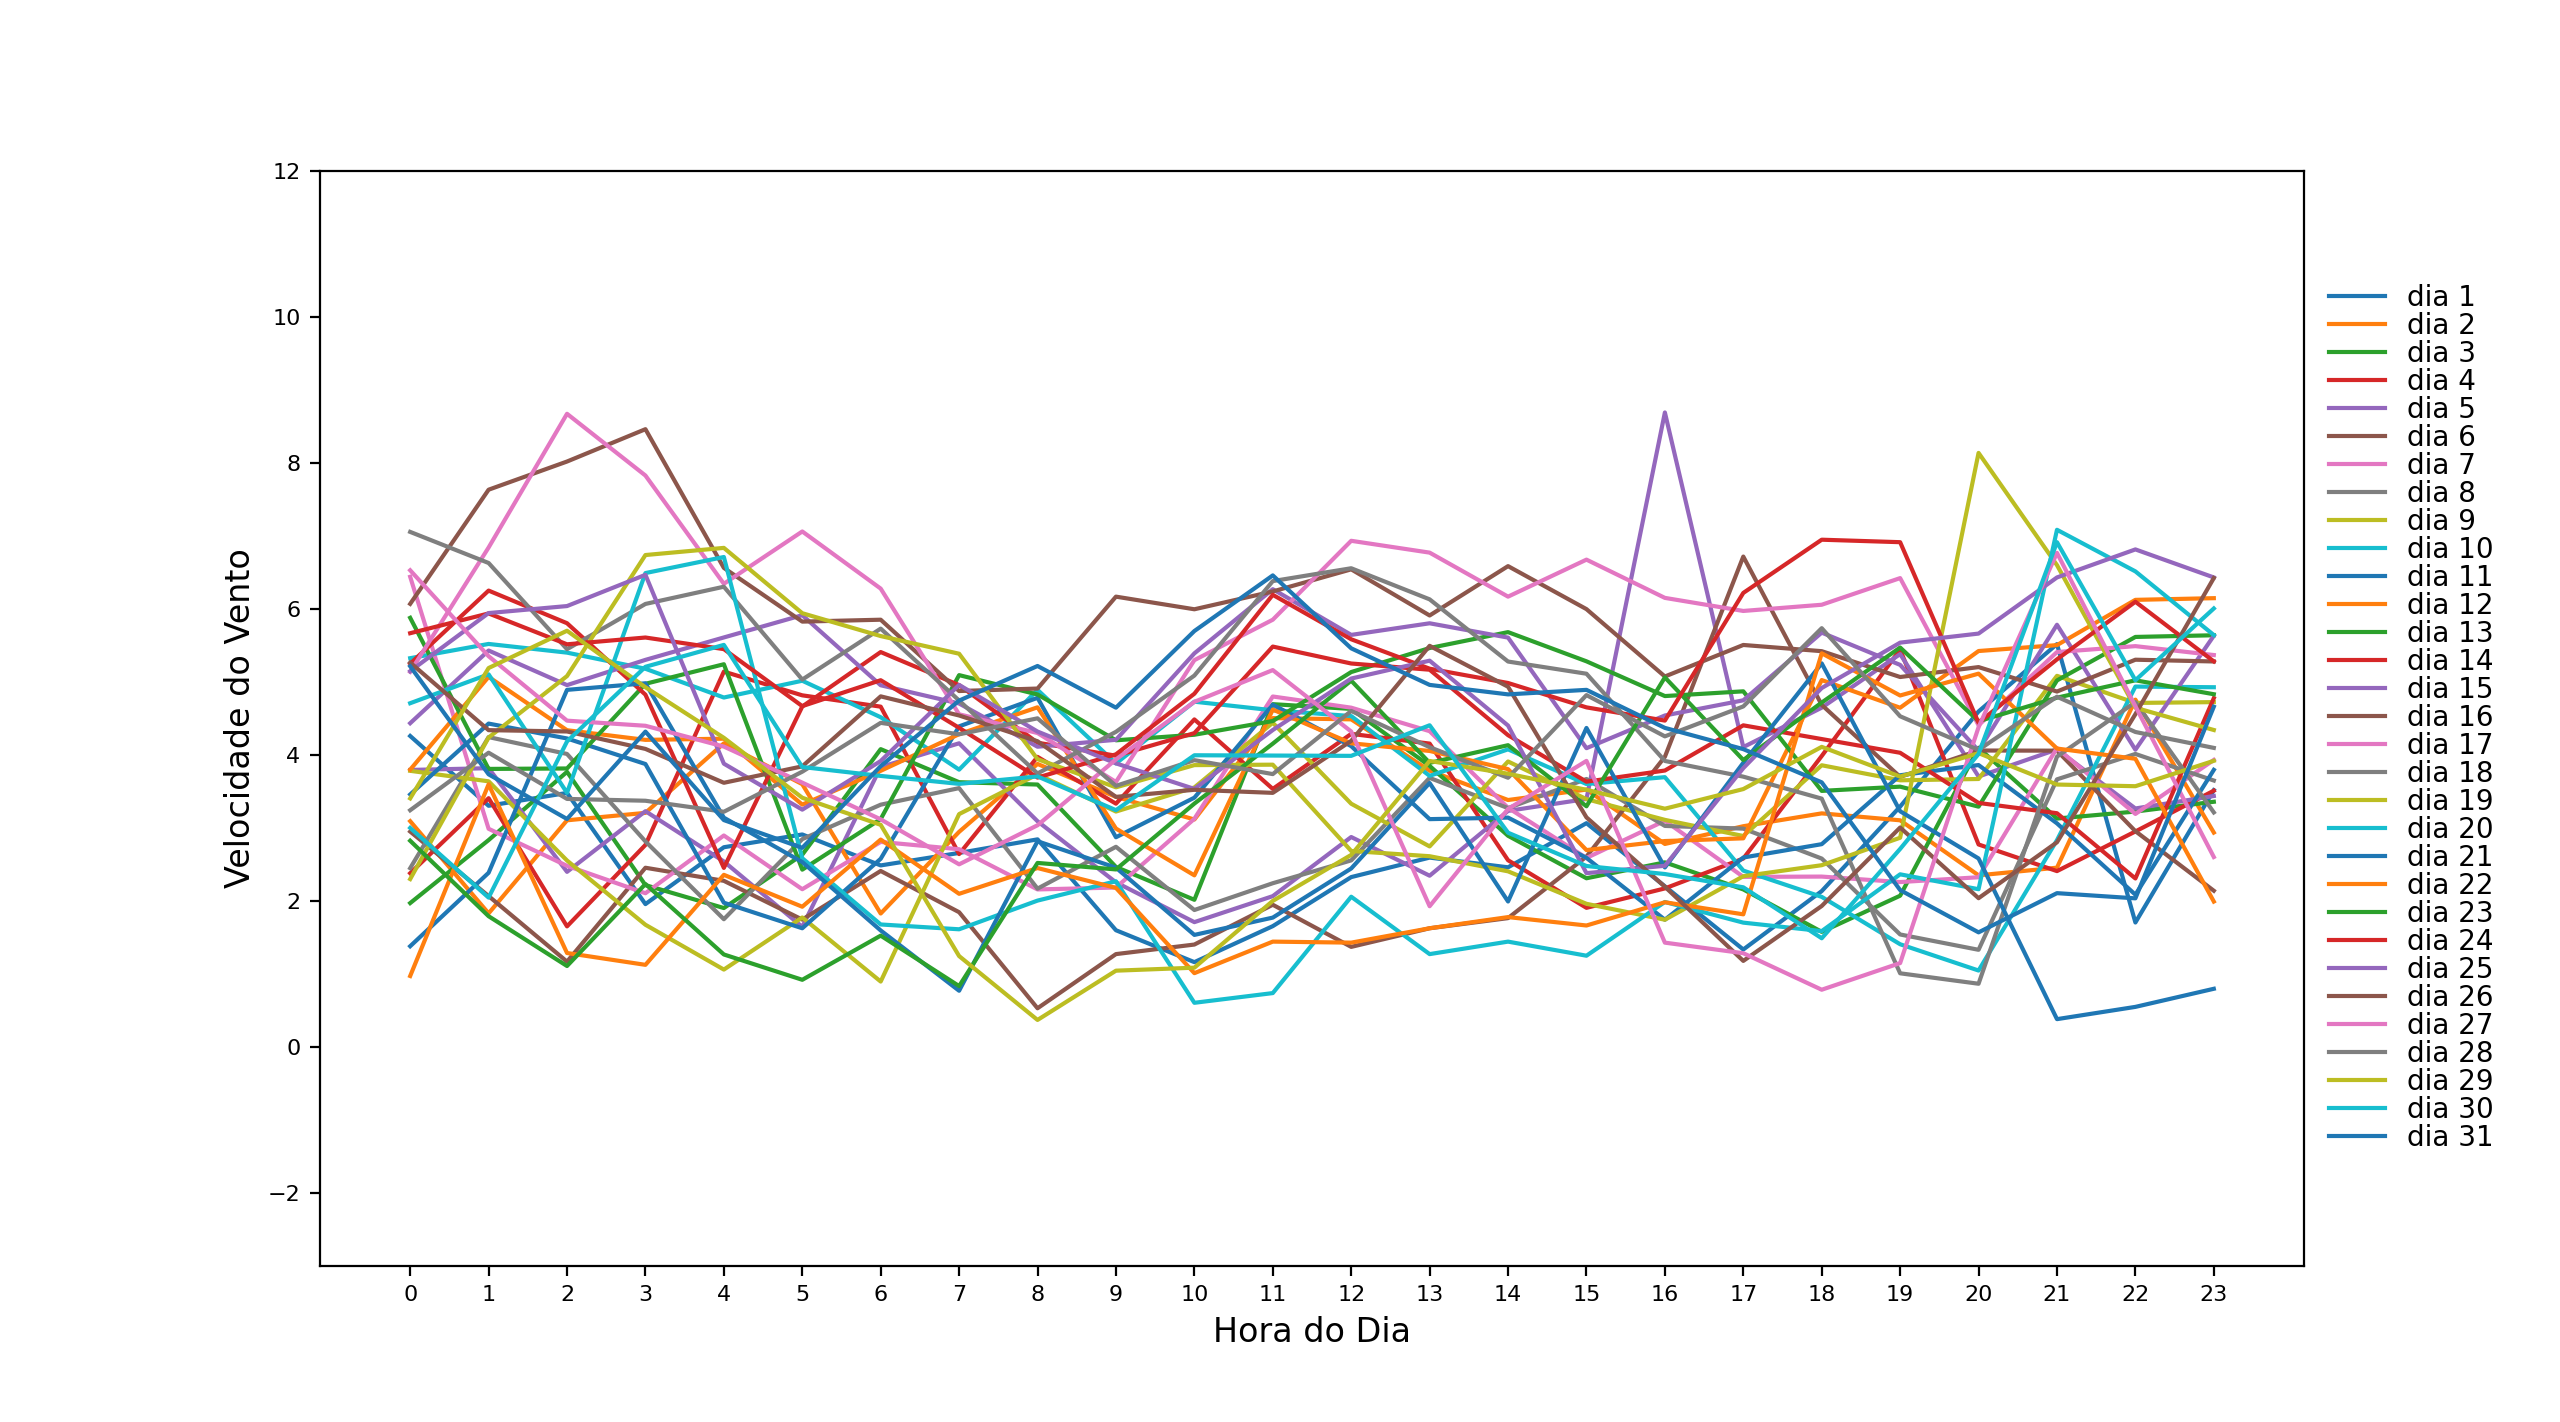 Velocidade do Vento
12
10
8
6
4
2
0
−2
0 1 2 3 4 5 6 7 8 9 10 11 12 13 14 15 16 17 18 19 20 21 22 23
Hora do Dia
dia 1
dia 2
dia 3
dia 4
dia 5
dia 6
dia 7
dia 8
dia 9
dia 10
dia 11
dia 12
dia 13
dia 14
dia 15
dia 16
dia 17
dia 18
dia 19
dia 20
dia 21
dia 22
dia 23
dia 24
dia 25
dia 26
dia 27
dia 28
dia 29
dia 30
dia 31